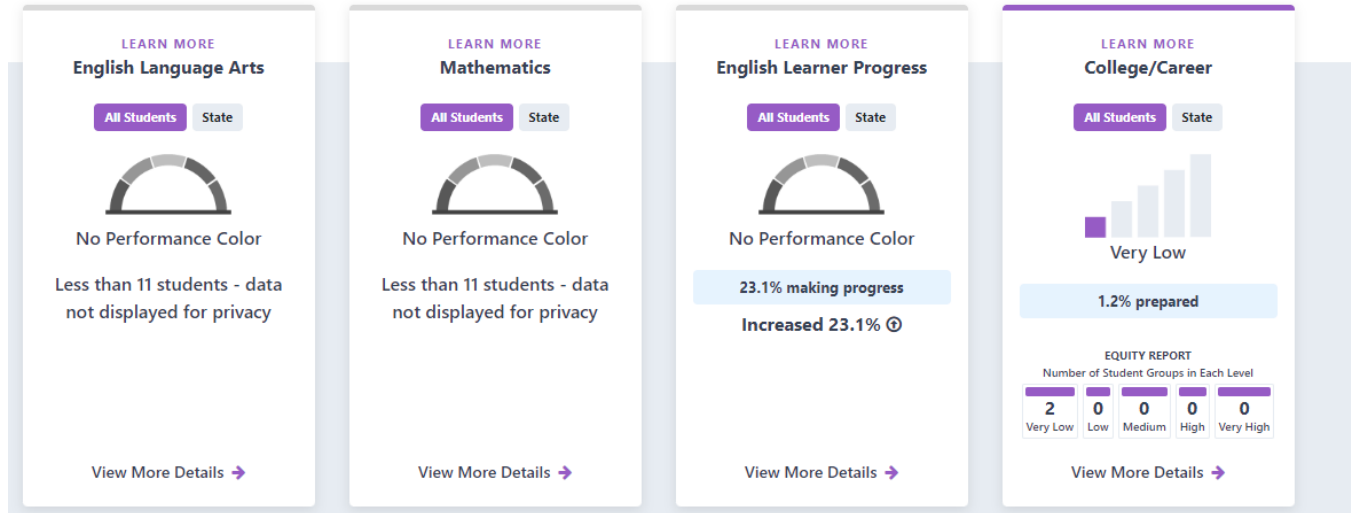 LEARN MORE
English Language Arts
All Students State
No Performance Color
Less than 11 students - data
not displayed for privacy
View More Details
LEARN MORE
Mathematics
All Students State
No Performance Color
Less than 11 students - data
not displayed for privacy
View More Details
LEARN MORE
English Learner Progress
All Students State
No Performance Color
23.1% making progress
Increased 23.1%
View More Details
LEARN MORE
College/Career
All Students State
Very Low
1.2% prepared
EQUITY REPORT
Number of Student Groups in Each Level
2 0 0 0 0
Very Low Low Medium High Very High
View More Details